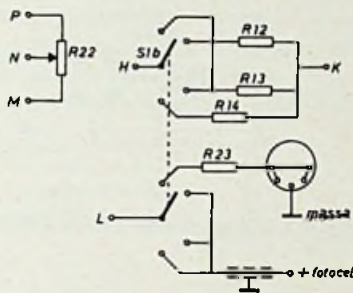 P
N
R22
M
S1b
H
R12
R13
R14
K
R23
massa
L
+ fotocel